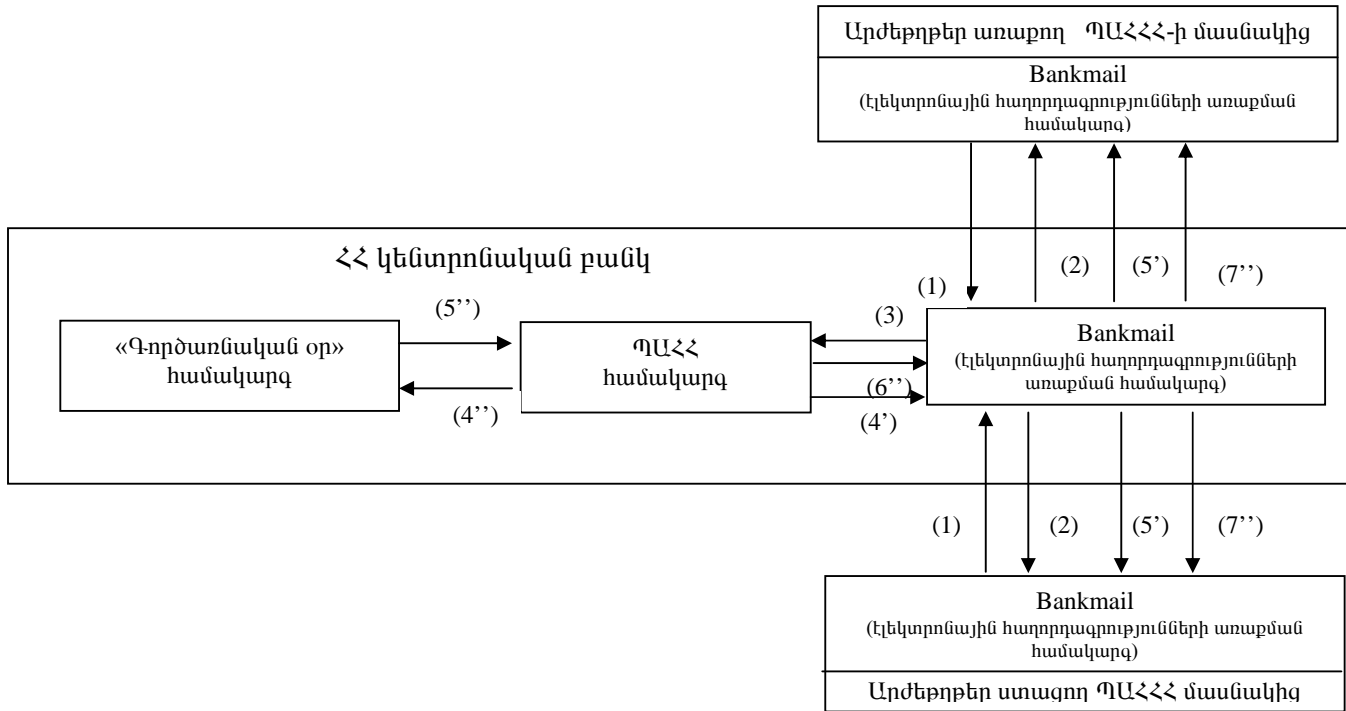 Արժեթղթեր առաքող ՊԱՀՀՀ-ի մասնակից
Bankmail
(էլեկտրոնային հաղորդագրությունների առաքման
համակարգ)
ՀՀ կենտրոնական բանկ
(1)
(2)
(5’)
(7’’)
(5’’)
(3)
«Գործառնական օր»
համակարգ
ՊԱՀՀ
համակարգ
Bankmail
(էլեկտրոնային հաղորդագրությունների
առաքման համակարգ)
(4’’)
(6’’)
(4’)
(1)
(2)
(5’)
(7’’)
Bankmail
(էլեկտրոնային հաղորդագրությունների առաքման
համակարգ)
Արժեթղթեր ստացող ՊԱՀՀՀ մասնակից